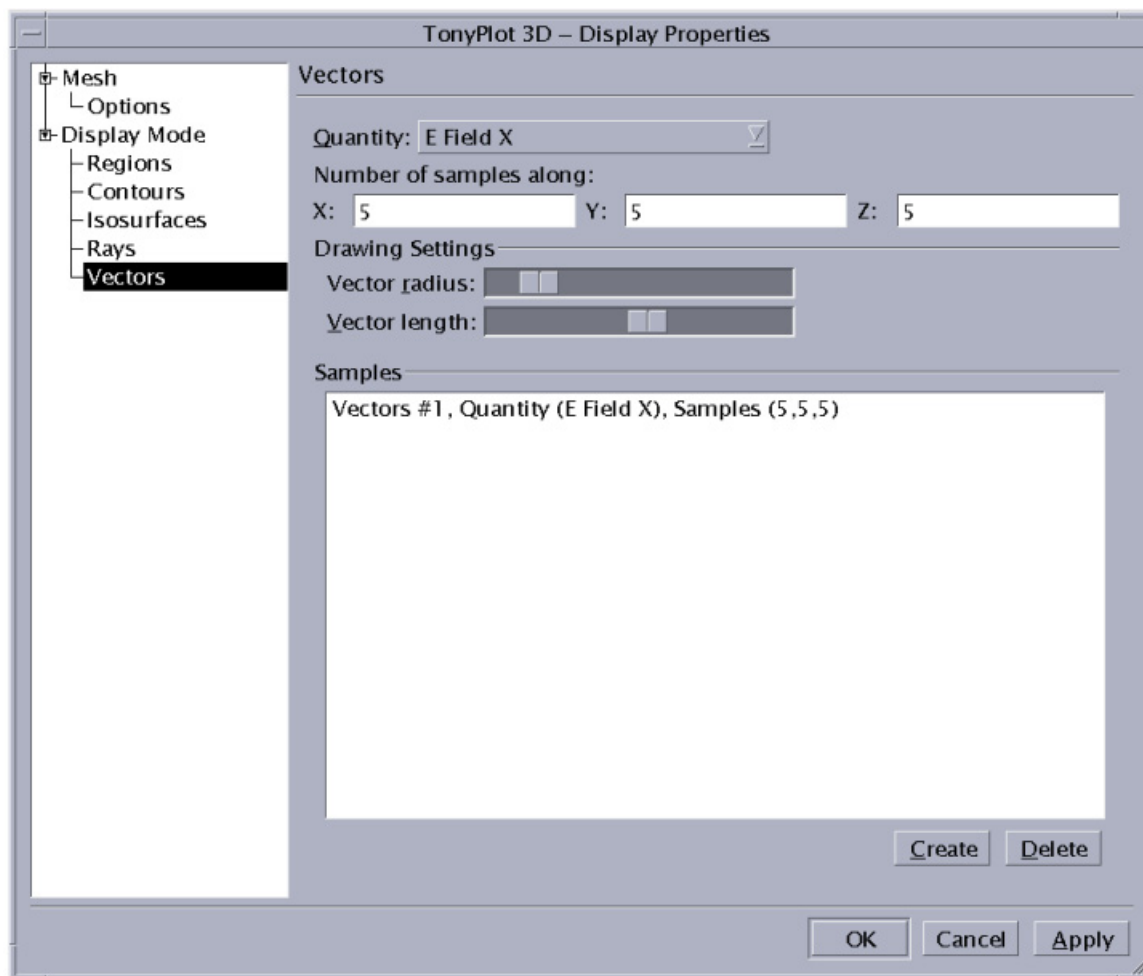 TonyPlot 3D – Display Properties
Mesh
Options
Display Mode
Regions
Contours
Isosurfaces
Rays
Vectors
Vectors
Quantity: E Field X
Number of samples along:
X: 5 Y: 5 Z: 5
Drawing Settings
Vector radius:
Vector length:
Samples
Vectors #1, Quantity (E Field X), Samples (5,5,5)
Create Delete
OK Cancel Apply